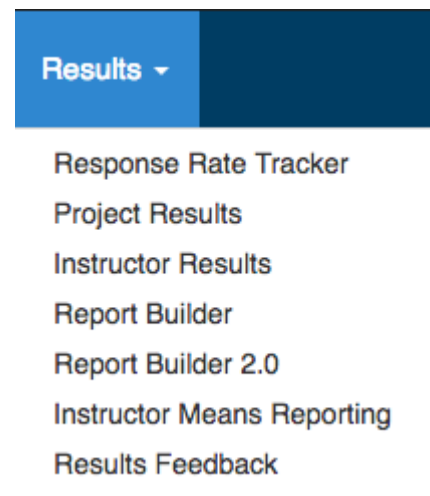 Results
Response Rate Tracker
Project Results
Instructor Results
Report Builder
Report Builder 2.0
Instructor Means Reporting
Results Feedback